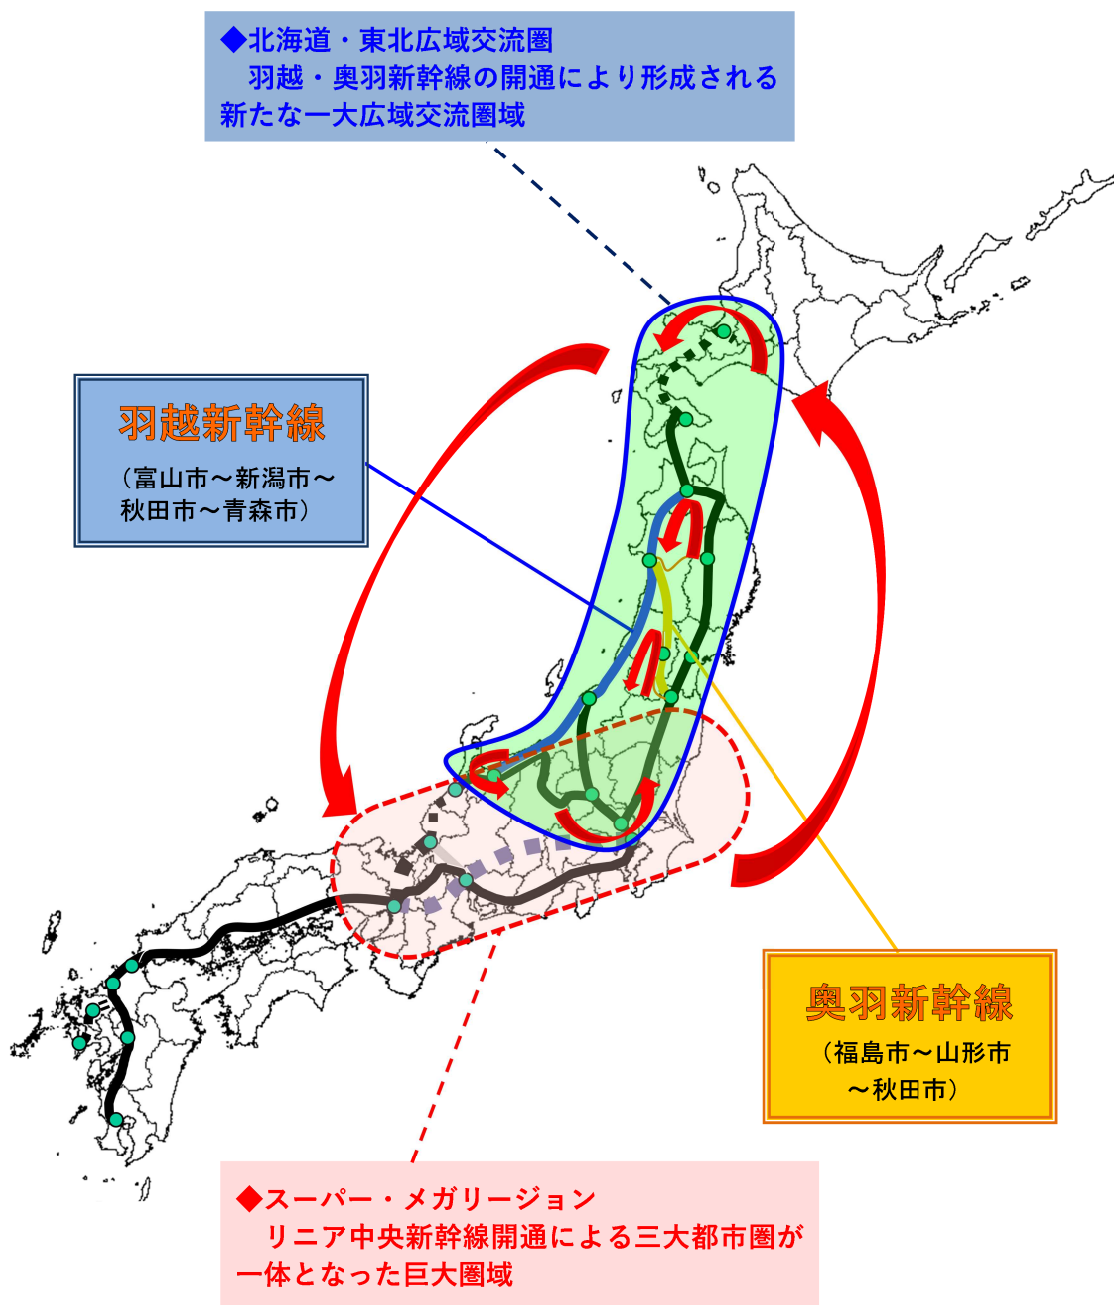 ◆北海道・東北広域交流圏
羽越・奥羽新幹線の開通により形成される
新たな一大広域交流圏域
羽越新幹線
（富山市～新潟市～
秋田市～青森市）
奥羽新幹線
（福島市～山形市
～秋田市）
◆スーパー・メガリージョン
リニア中央新幹線開通による三大都市圏が
一体となった巨大圏域